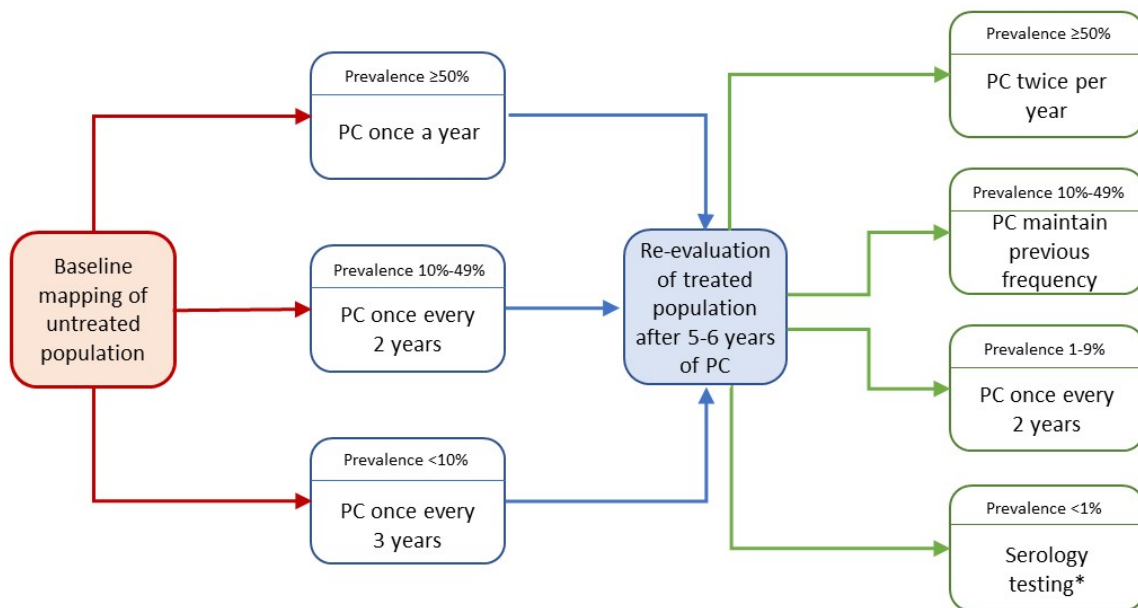 Baseline
mapping of
untreated
population
Prevalence ≥50%
PC once a year
Prevalence 10%-49%
PC once every
2 years
Prevalence <10%
PC once every
3 years
Re-evaluation
of treated
population
after 5-6 years
of PC
Prevalence ≥50%
PC twice per
year
Prevalence 10%-49%
PC maintain
previous
frequency
Prevalence 1-9%
PC once every
2 years
Prevalence <1%
Serology
testing*